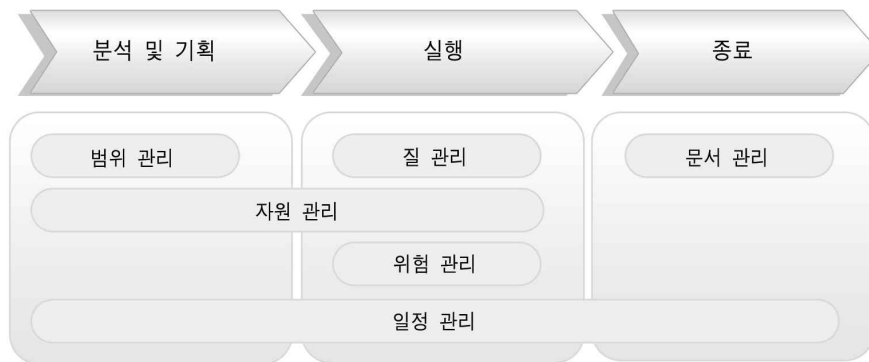 분석 및 기획
실행
종료
범위 관리
질 관리
문서 관리
자원 관리
위험 관리
일정 관리